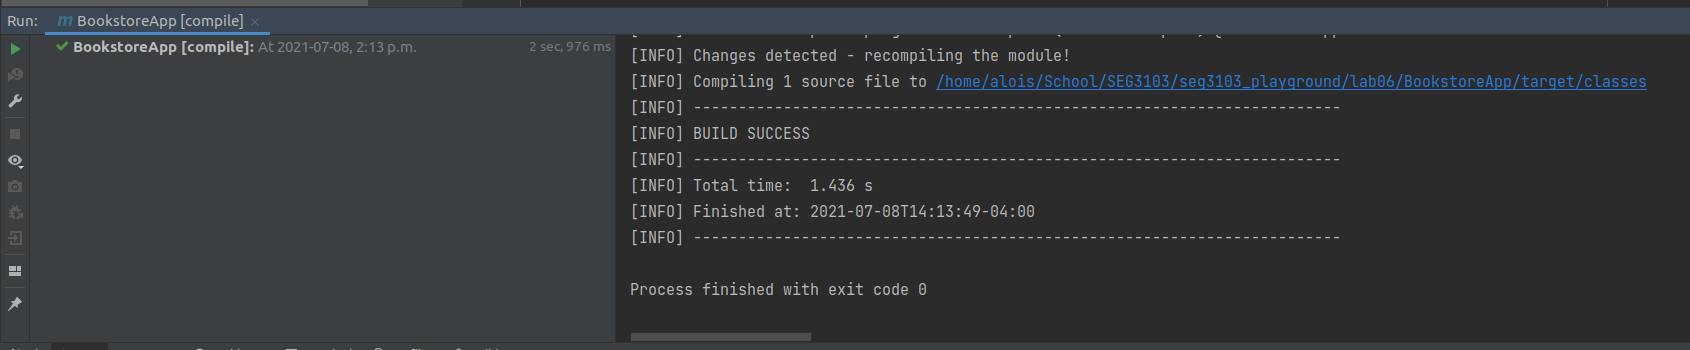 Run: m BookstoreApp [compile] ×
BookstoreApp [compile]: At 2021-07-08, 2:13 p.m. 2 sec, 976 ms
[INFO] Changes detected - recompiling the module!
[INFO] Compiling 1 source file to /home/alois/School/SEG3103/seg3103_playground/lab06/BookstoreApp/target/classes
[INFO] ------------------------------------------------------------------------
[INFO] BUILD SUCCESS
[INFO] ------------------------------------------------------------------------
[INFO] Total time:  1.436 s
[INFO] Finished at: 2021-07-08T14:13:49-04:00
[INFO] ------------------------------------------------------------------------
Process finished with exit code 0